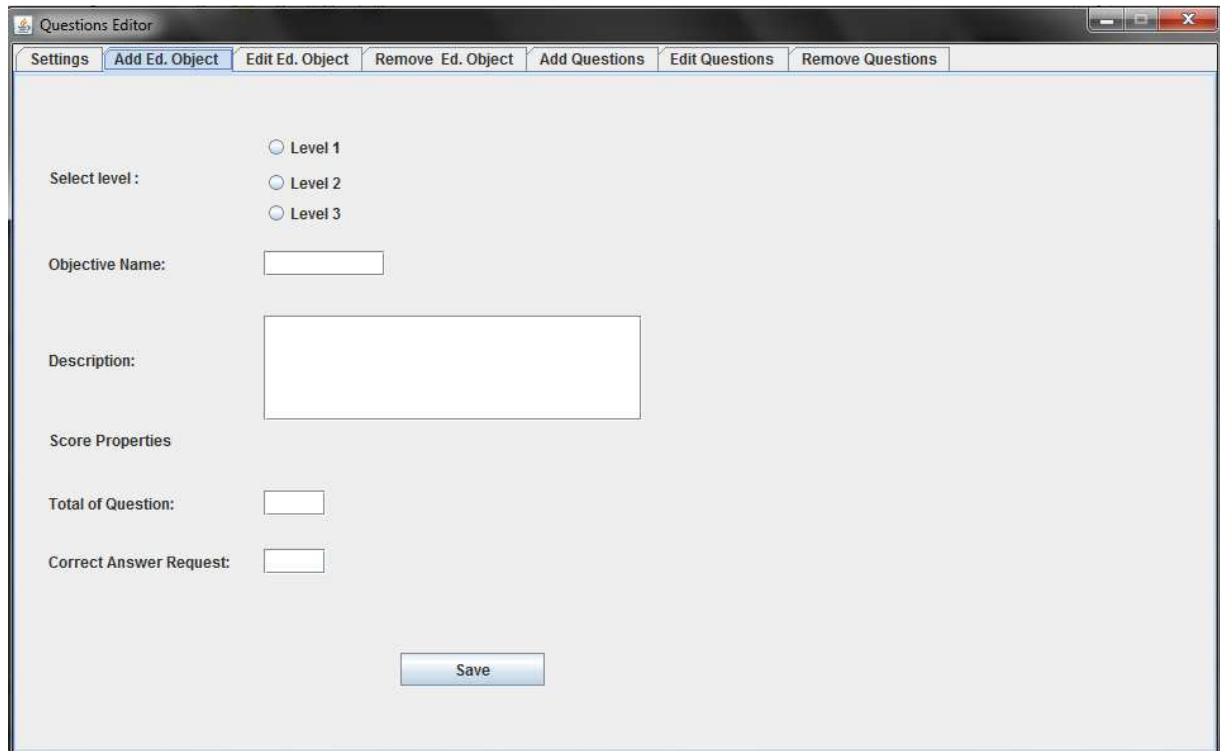 Questions Editor
Settings Add Ed. Object Edit Ed. Object Remove Ed. Object Add Questions Edit Questions Remove Questions
Level 1
Select level :
Level 2
Level 3
Objective Name:
Description:
Score Properties
Total of Question:
Correct Answer Request:
Save